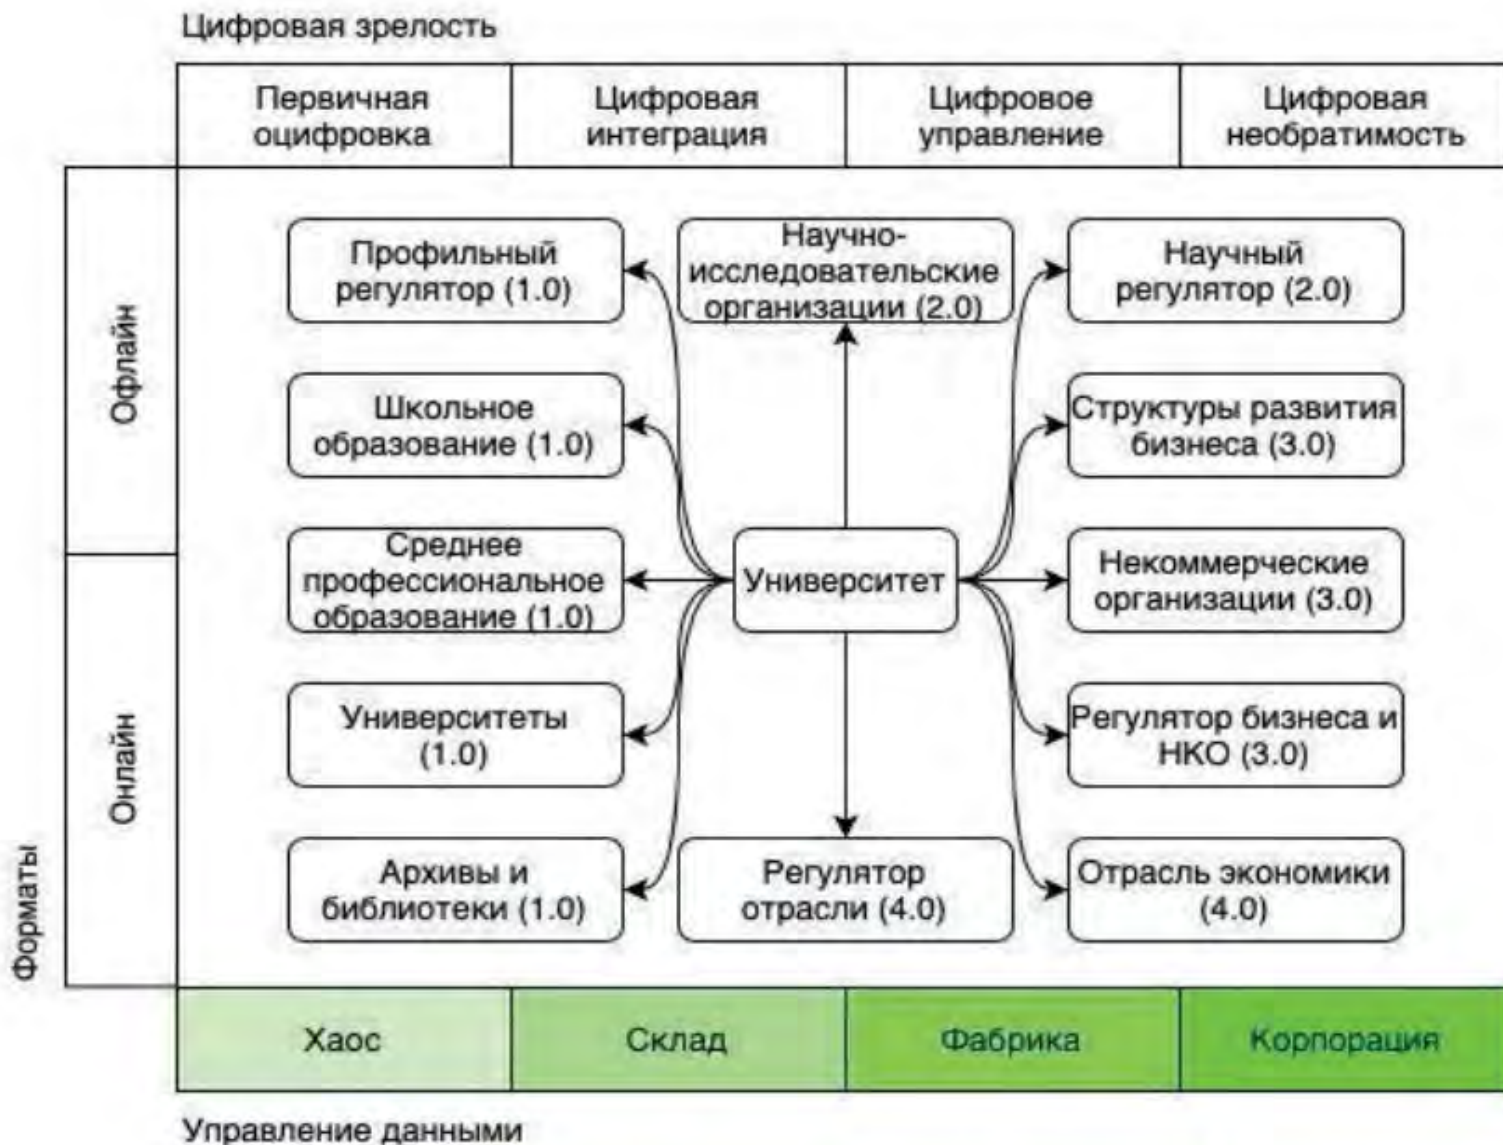 Цифровая зрелость
Первичная
оцифровка
Цифровая
интеграция
Цифровое
управление
Цифровая
необратимость
Офлайн
Онлайн
Форматы
Профильный
регулятор (1.0)
Научно-
исследовательские
организации (2.0)
Научный
регулятор (2.0)
Школьное
образование (1.0)
Структуры развития
бизнеса (3.0)
Среднее
профессиональное
образование (1.0)
Университет
Некоммерческие
организации (3.0)
Университеты
(1.0)
Регулятор бизнеса и
НКО (3.0)
Архивы и
библиотеки (1.0)
Регулятор
отрасли (4.0)
Отрасль экономики
(4.0)
Хаос
Склад
Фабрика
Корпорация
Управление данными